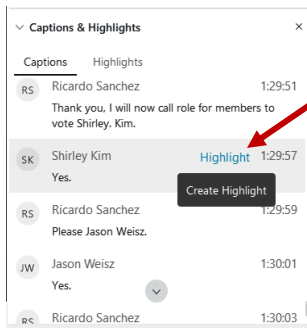 Captions & Highlights ×
Captions Highlights
RS Ricardo Sanchez 1:29:51
Thank you, I will now call role for members to
vote Shirley. Kim.
SK Shirley Kim Highlight 1:29:57
Yes.
Create Highlight
RS Ricardo Sanchez 1:29:59
Please Jason Weisz.
JW Jason Weisz 1:30:01
Yes.
RS Ricardo Sanchez 1:30:03